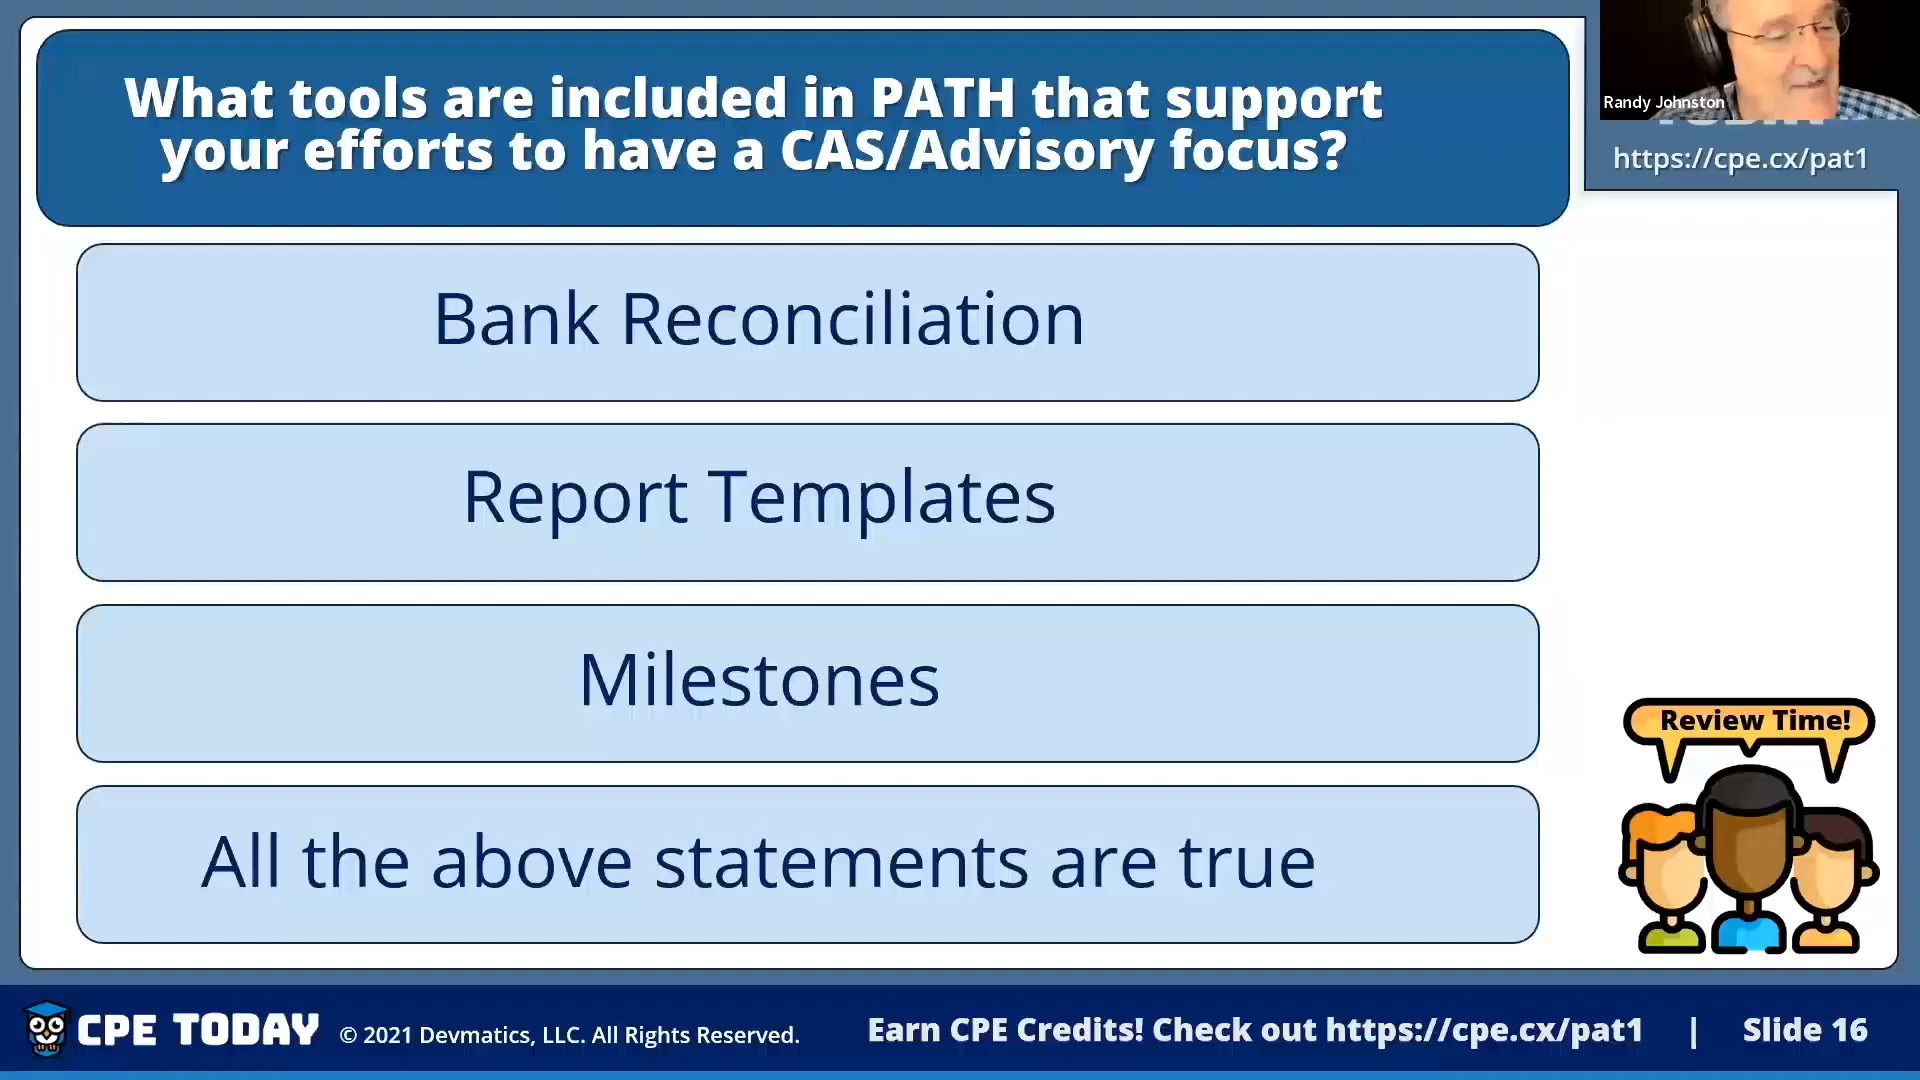 What tools are included in PATH that support
your efforts to have a CAS/Advisory focus?
Randy Johnston
https://cpe.cx/pat1
Bank Reconciliation
Report Templates
Milestones
All the above statements are true
Review Time!
CPE TODAY
© 2021 Devmatics, LLC. All Rights Reserved.
Earn CPE Credits! Check out https://cpe.cx/pat1 | Slide 16